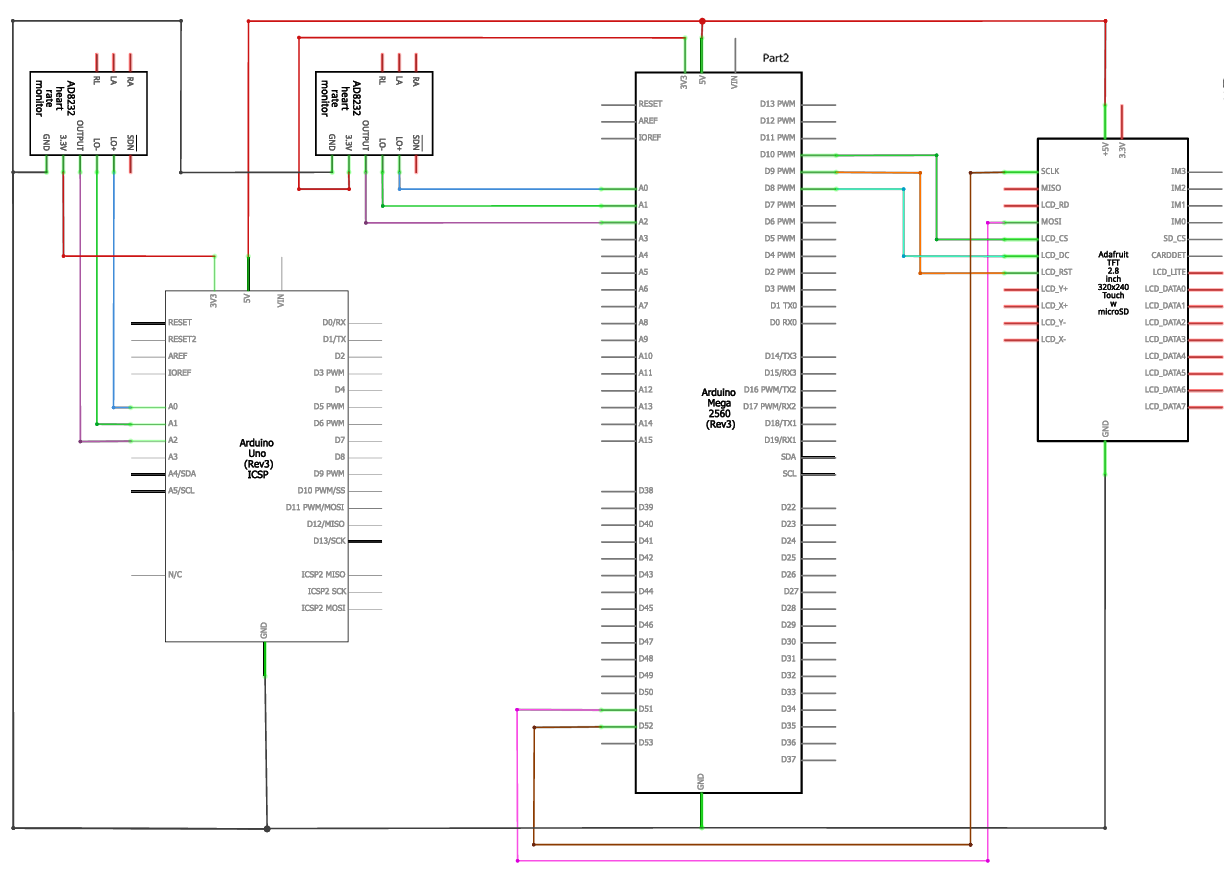 Part2
RL
LA
RA
AD8232
heart
rate
monitor
GND
3.3V
OUTPUT
LO-
LO+
SDN
RL
LA
RA
AD8232
heart
rate
monitor
GND
3.3V
OUTPUT
LO-
LO+
SDN
3V3
5V
VIN
RESET
RESET2
AREF
IOREF
A0
A1
A2
A3
A4/SDA
A5/SCL
N/C
Arduino
Uno
(Rev3)
ICSP
D0/RX
D1/TX
D2
D3 PWM
D4
D5 PWM
D6 PWM
D7
D8
D9 PWM
D10 PWM/SS
D11 PWM/MOSI
D12/MISO
D13/SCK
ICSP2 MISO
ICSP2 SCK
ICSP2 MOSI
GND
3V3
5V
VIN
RESET
AREF
IOREF
A0
A1
A2
A3
A4
A5
A6
A7
A8
A9
A10
A11
A12
A13
A14
A15
D38
D39
D40
D41
D42
D43
D44
D45
D46
D47
D48
D49
D50
D51
D52
D53
Arduino
Mega
2560
(Rev3)
D13 PWM
D12 PWM
D11 PWM
D10 PWM
D9 PWM
D8 PWM
D7 PWM
D6 PWM
D5 PWM
D4 PWM
D2 PWM
D3 PWM
D1 TX0
D0 RX0
D14/TX3
D15/RX3
D16 PWM/TX2
D17 PWM/RX2
D18/TX1
D19/RX1
SDA
SCL
D22
D23
D24
D25
D26
D27
D28
D29
D30
D31
D32
D33
D34
D35
D36
D37
GND
+5V
3.3V
SCLK
MISO
LCD_RD
MOSI
LCD_CS
LCD_DC
LCD_RST
LCD_Y+
LCD_X+
LCD_Y-
LCD_X-
Adafruit
TFT
2.8
inch
320x240
Touch
w
microSD
IM3
IM2
IM1
IM0
SD_CS
CARDDET
LCD_LITE
LCD_DATA0
LCD_DATA1
LCD_DATA2
LCD_DATA3
LCD_DATA4
LCD_DATA5
LCD_DATA6
LCD_DATA7
GND